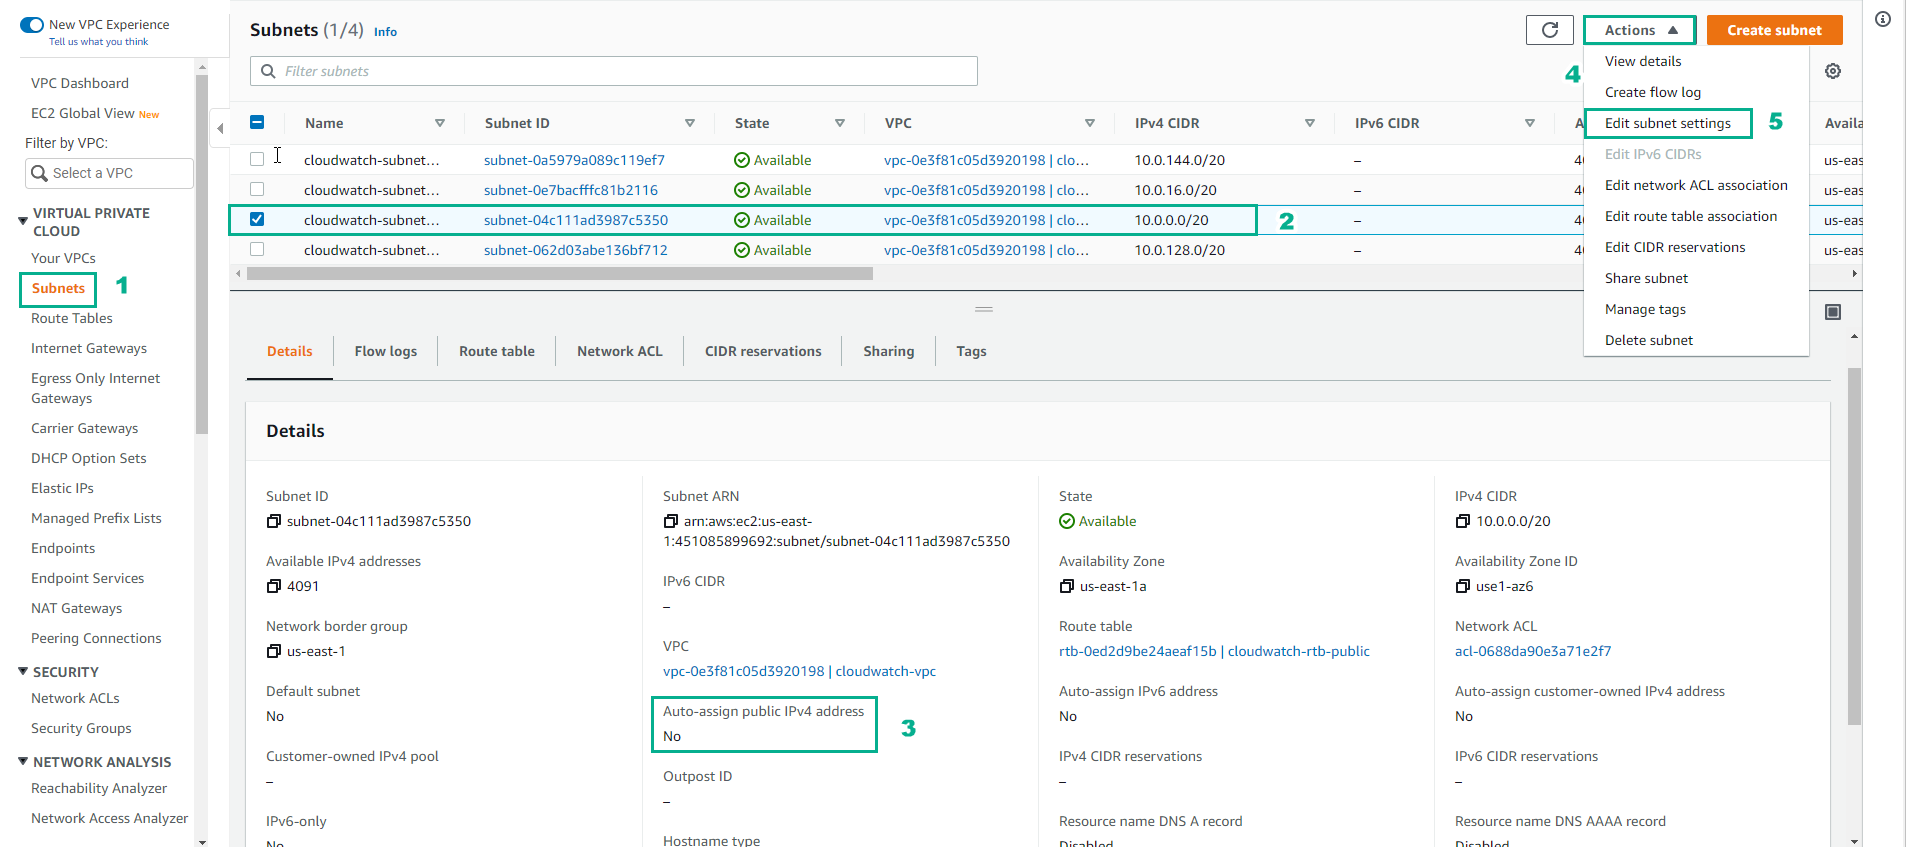 New VPC Experience
Tell us what you think
VPC Dashboard
EC2 Global View New
Filter by VPC:
Select a VPC
VIRTUAL PRIVATE
CLOUD
Your VPCs
Subnets 1
Route Tables
Internet Gateways
Egress Only Internet
Gateways
Carrier Gateways
DHCP Option Sets
Elastic IPs
Managed Prefix Lists
Endpoints
Endpoint Services
NAT Gateways
Peering Connections
SECURITY
Network ACLs
Security Groups
NETWORK ANALYSIS
Reachability Analyzer
Network Access Analyzer
Subnets (1/4) Info
Actions
Create subnet
Filter subnets
Name Subnet ID State VPC IPv4 CIDR IPv6 CIDR A Availa
cloudwatch-subnet... subnet-0a5979a089c119ef7 Available vpc-0e3f81c05d3920198 | clo... 10.0.144.0/20 – 40 us-eas
cloudwatch-subnet... subnet-0e7bacfffc81b2116 Available vpc-0e3f81c05d3920198 | clo... 10.0.16.0/20 – 40 us-eas
cloudwatch-subnet... subnet-04c111ad3987c5350 Available vpc-0e3f81c05d3920198 | clo... 10.0.0.0/20 2 – 40 us-eas
cloudwatch-subnet... subnet-062d03abe136bf712 Available vpc-0e3f81c05d3920198 | clo... 10.0.128.0/20 – 40 us-eas
4
View details
Create flow log
Edit subnet settings 5
Edit IPv6 CIDRs
Edit network ACL association
Edit route table association
Edit CIDR reservations
Share subnet
Manage tags
Delete subnet
Details Flow logs Route table Network ACL CIDR reservations Sharing Tags
Details
Subnet ID
subnet-04c111ad3987c5350
Available IPv4 addresses
4091
Network border group
us-east-1
Default subnet
No
Customer-owned IPv4 pool
–
IPv6-only
No
Subnet ARN
arn:aws:ec2:us-east-
1:451085899692:subnet/subnet-04c111ad3987c5350
IPv6 CIDR
–
VPC
vpc-0e3f81c05d3920198 | cloudwatch-vpc
Auto-assign public IPv4 address
No
3
Outpost ID
–
Hostname type
State
Available
Availability Zone
us-east-1a
Route table
rtb-0ed2d9be24aeaf15b | cloudwatch-rtb-public
Auto-assign IPv6 address
No
IPv4 CIDR reservations
–
Resource name DNS A record
Disabled
IPv4 CIDR
10.0.0.0/20
Availability Zone ID
use1-az6
Network ACL
acl-0688da90e3a71e2f7
Auto-assign customer-owned IPv4 address
No
IPv6 CIDR reservations
–
Resource name DNS AAAA record
Disabled